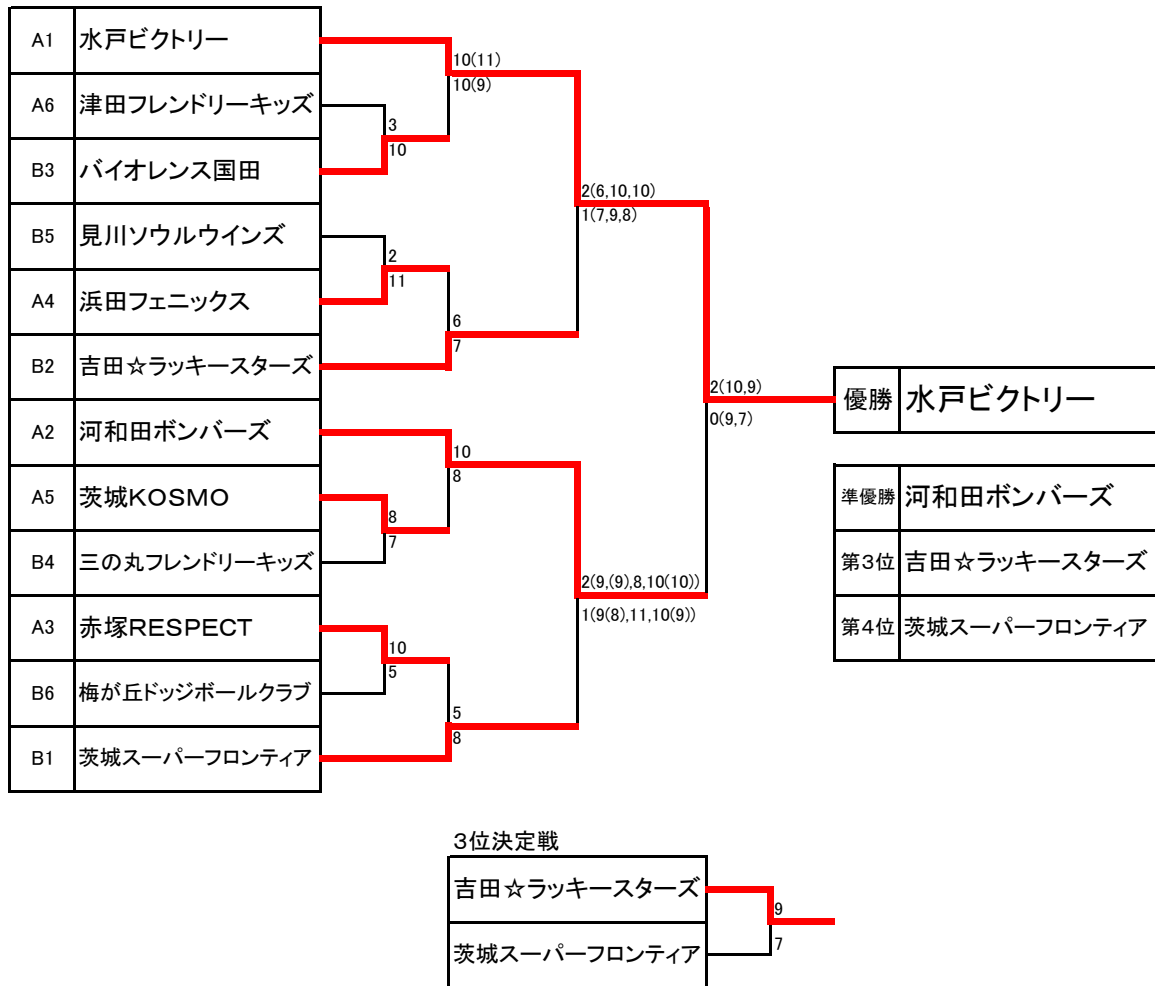 A1 水戸ビクトリー
10(11)
10(9)
A6 津田フレンドリーキッズ
3
10
B3 バイオレンス国田
2(6,10,10)
1(7,9,8)
B5 見川ソウルウインズ
2
11
A4 浜田フェニックス
6
7
B2 吉田☆ラッキースターズ
2(10,9)
0(9,7)
優勝 水戸ビクトリー
A2 河和田ボンバーズ
10
8
A5 茨城KOSMO
8
7
準優勝 河和田ボンバーズ
B4 三の丸フレンドリーキッズ
第3位 吉田☆ラッキースターズ
2(9,(9),8,10(10))
1(9(8),11,10(9))
A3 赤塚RESPECT
10
5
第4位 茨城スーパーフロンティア
B6 梅が丘ドッジボールクラブ
5
8
B1 茨城スーパーフロンティア
3位決定戦
吉田☆ラッキースターズ
9
7
茨城スーパーフロンティア